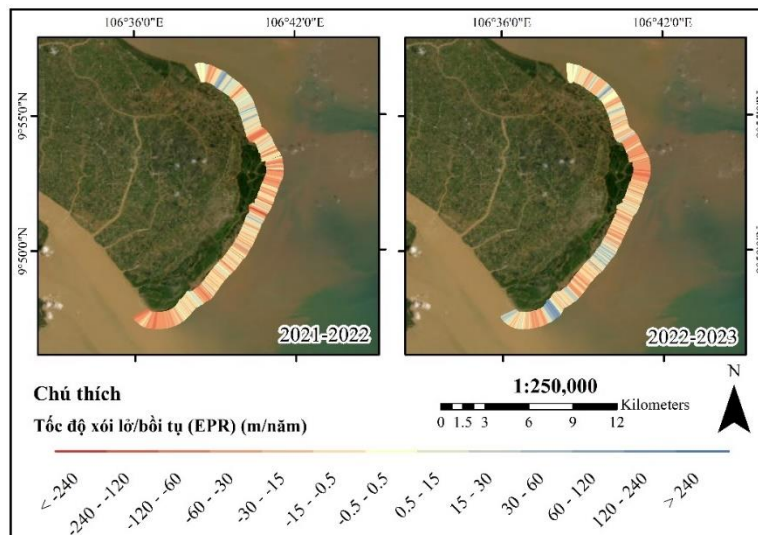 106°36'0"E 106°42'0"E 106°36'0"E 106°42'0"E
9°55'0"N
9°50'0"N
2021-2022
2022-2023
N
Chú thích
1:250,000
Tốc độ xói lở/bồi tụ (EPR) (m/năm)
Kilometers
0 1.5 3 6 9 12
< -240
-240 - -120
-120 - -60
-60 - -30
-30 - -15
-15 - -0.5
-0.5 - 0.5
0.5 - 15
15 - 30
30 - 60
60 - 120
120 - 240
> 240